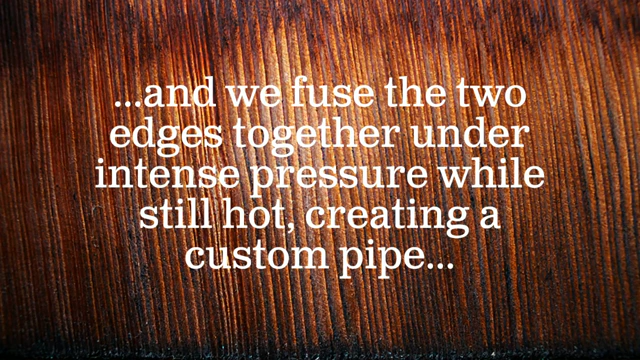 ...and we fuse the two
edges together under
intense pressure while
still hot, creating a
custom pipe...